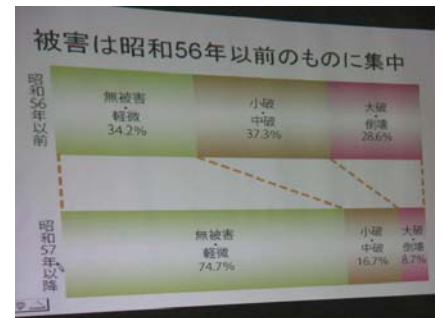 被害は昭和56年以前のものに集中
昭和56年以前
無被害
・
軽微
34.2%
小破
・
中破
37.3%
大破
・
倒壊
28.6%
昭和57年以降
無被害
・
軽微
74.7%
小破
・
中破
16.7%
大破
・
倒壊
8.7%